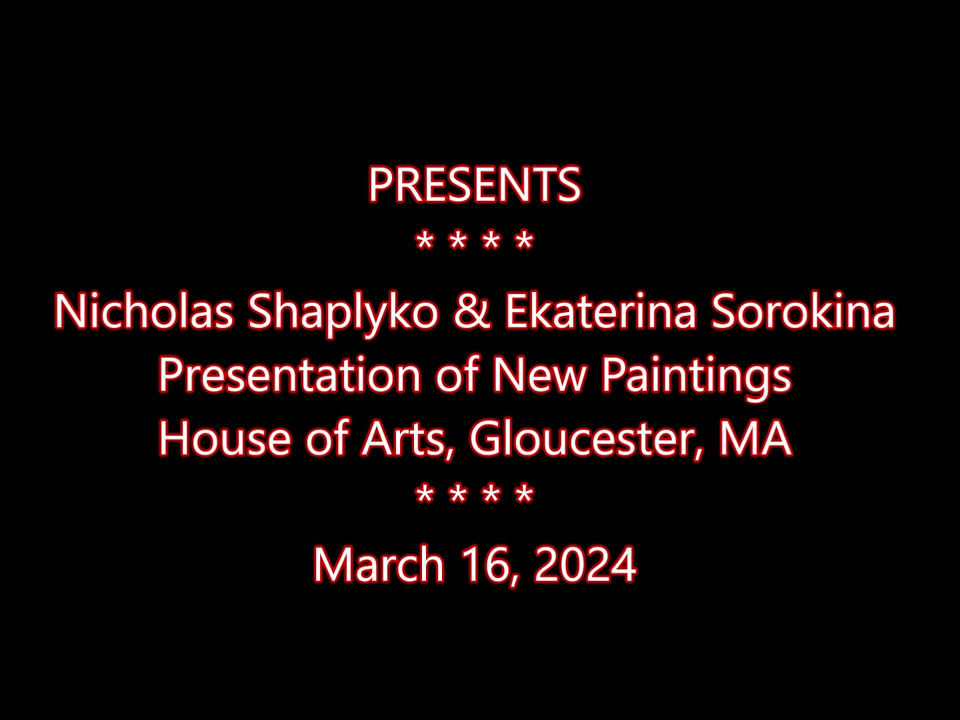 PRESENTS
* * * *
Nicholas Shaplyko & Ekaterina Sorokina
Presentation of New Paintings
House of Arts, Gloucester, MA
* * * *
March 16, 2024